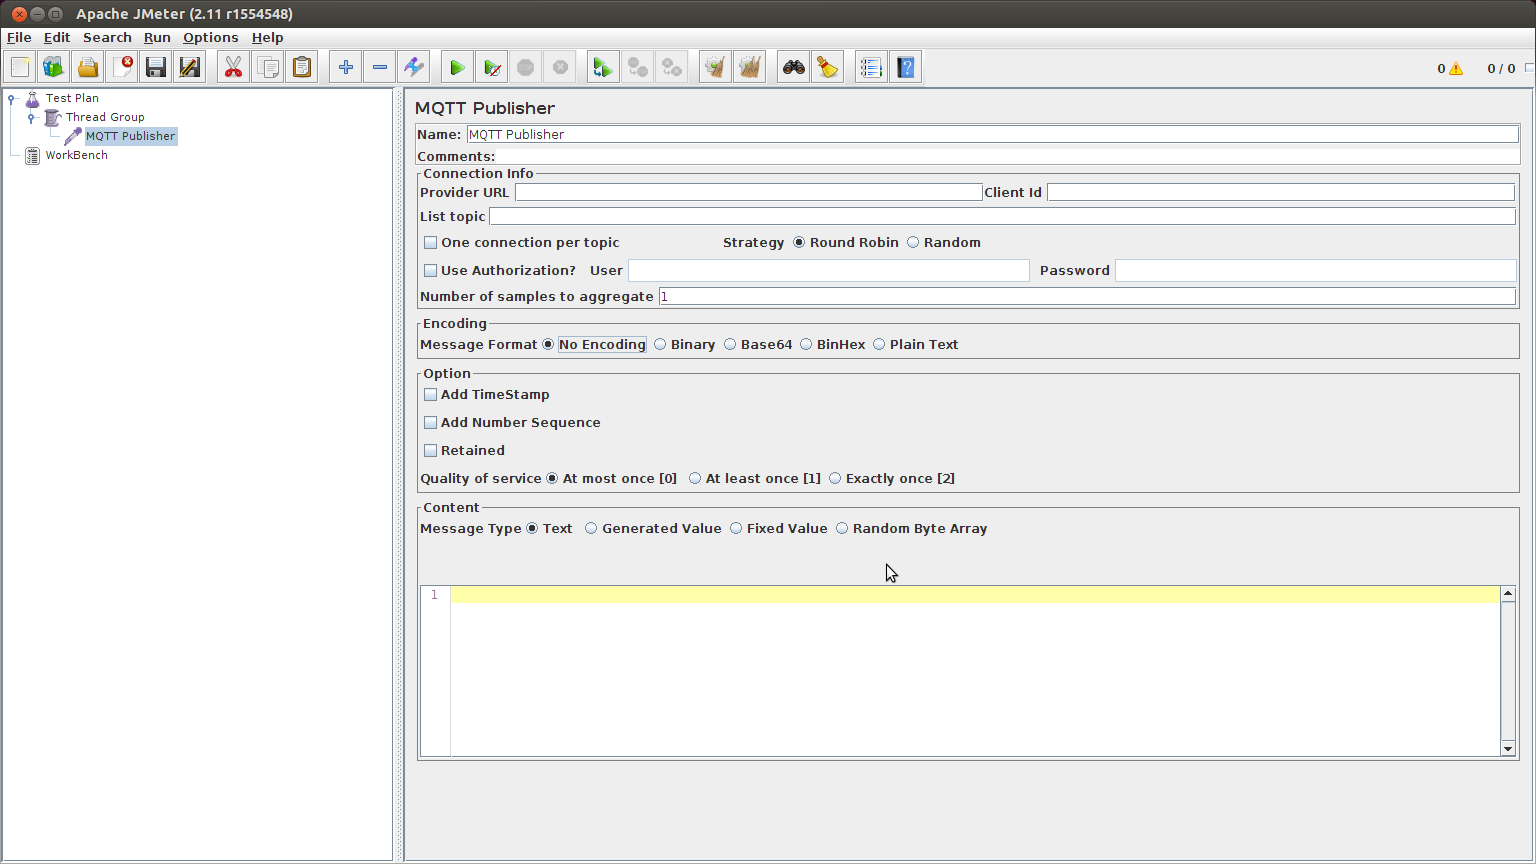 Apache JMeter (2.11 r1554548)
File Edit Search Run Options Help
0 0 / 0
Test Plan
Thread Group
MQTT Publisher
WorkBench
MQTT Publisher
Name: MQTT Publisher
Comments:
Connection Info
Provider URL Client Id
List topic
One connection per topic Strategy Round Robin Random
Use Authorization? User Password
Number of samples to aggregate 1
Encoding
Message Format No Encoding Binary Base64 BinHex Plain Text
Option
Add TimeStamp
Add Number Sequence
Retained
Quality of service At most once [0] At least once [1] Exactly once [2]
Content
Message Type Text Generated Value Fixed Value Random Byte Array
1